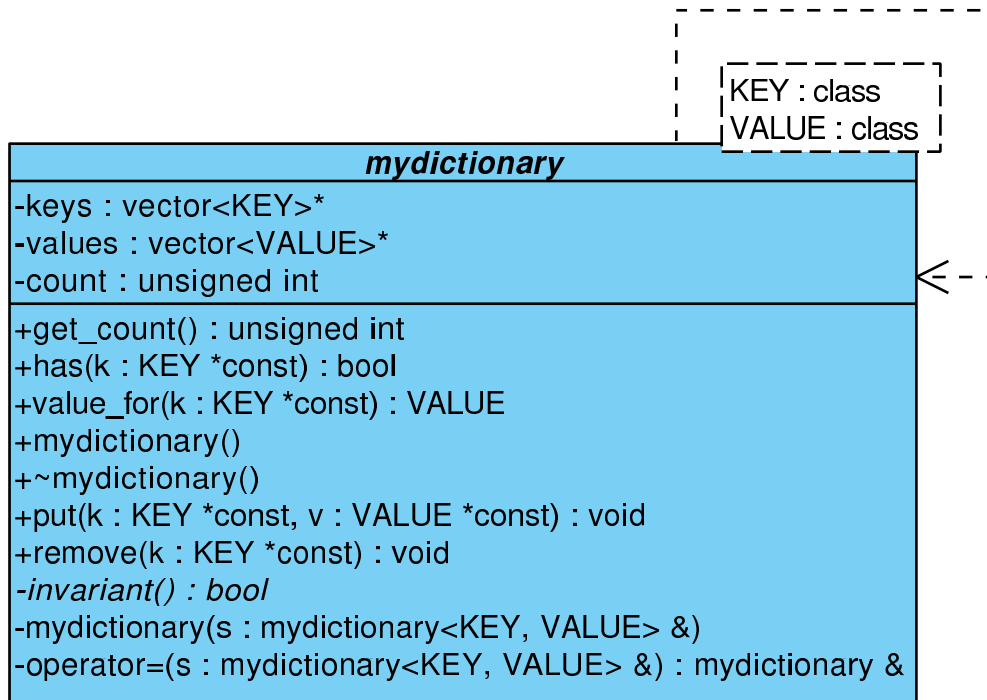 KEY : class
VALUE : class
mydictionary
-keys : vector<KEY>*
-values : vector<VALUE>*
-count : unsigned int
+get_count() : unsigned int
+has(k : KEY *const) : bool
+value_for(k : KEY *const) : VALUE
+mydictionary()
+~mydictionary()
+put(k : KEY *const, v : VALUE *const) : void
+remove(k : KEY *const) : void
-invariant() : bool
-mydictionary(s : mydictionary<KEY, VALUE> &)
-operator=(s : mydictionary<KEY, VALUE> &) : mydictionary &